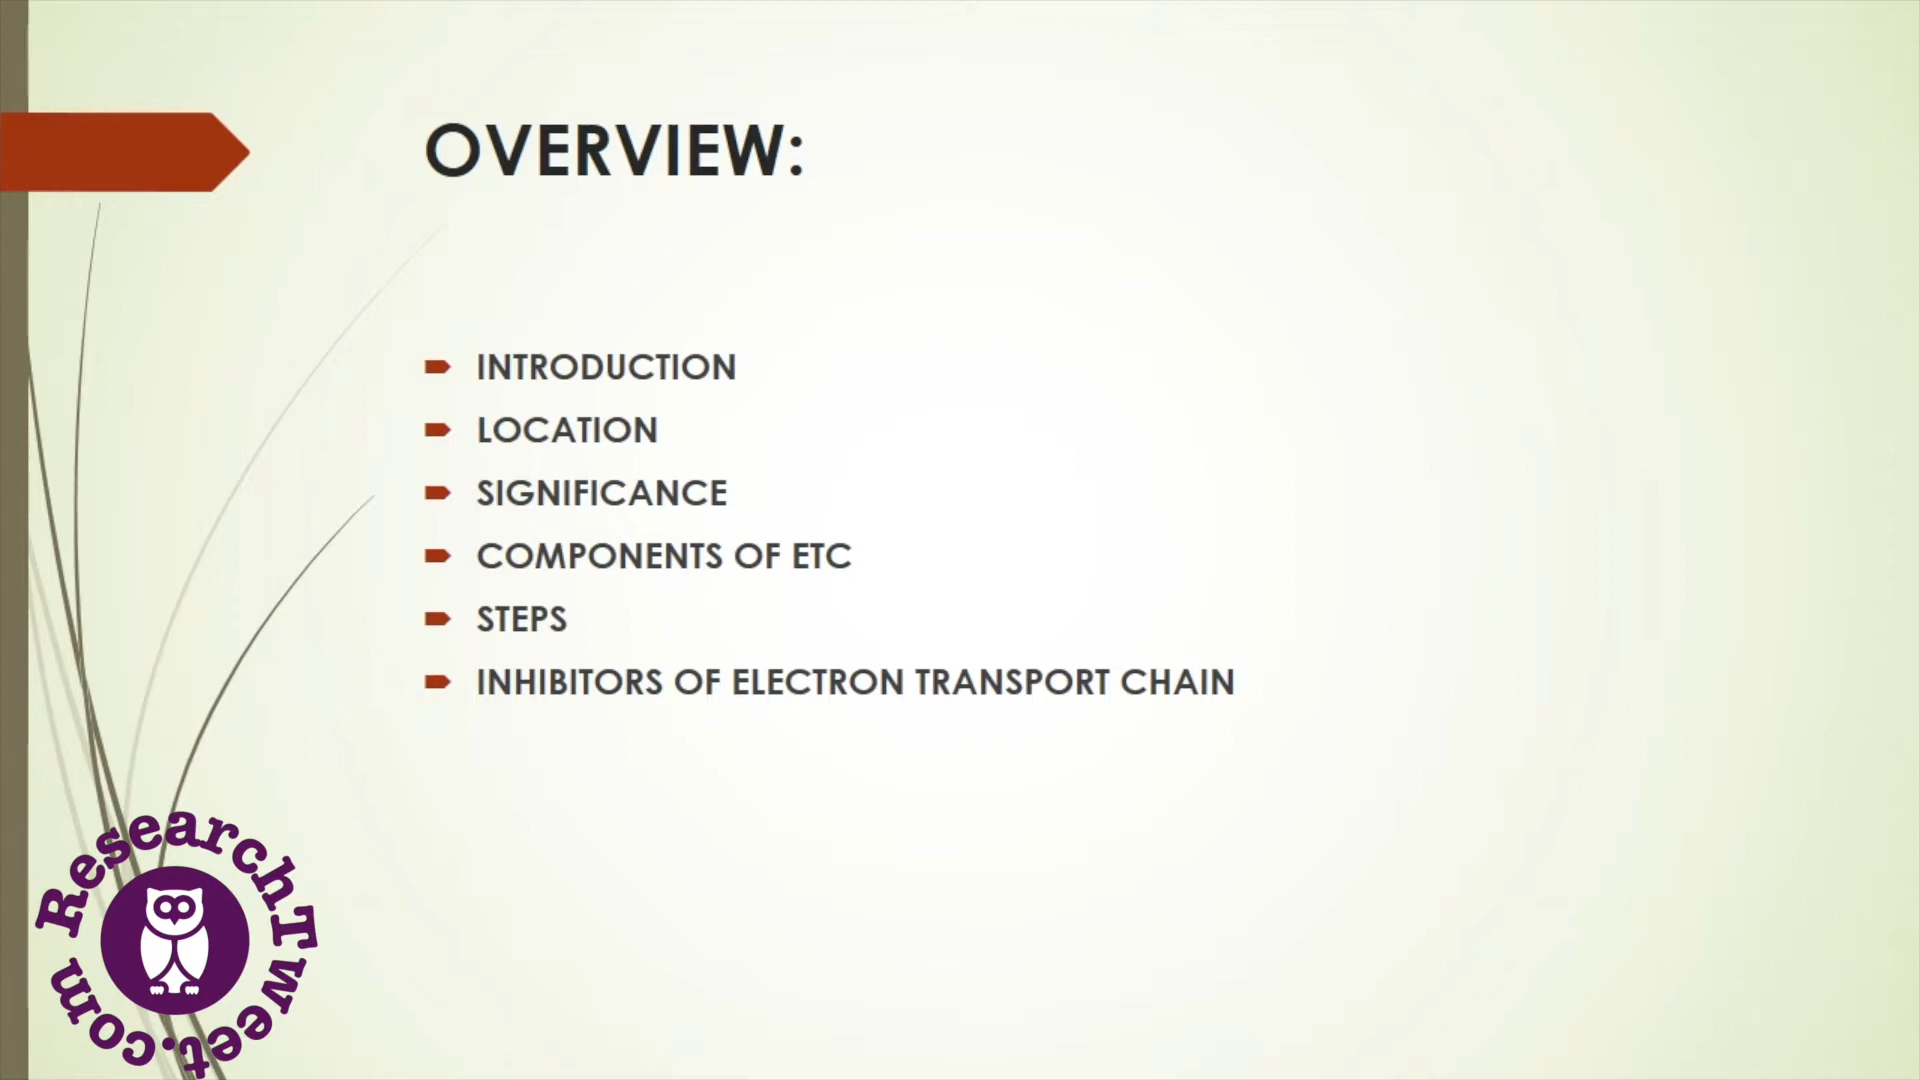 OVERVIEW:
INTRODUCTION
LOCATION
SIGNIFICANCE
COMPONENTS OF ETC
STEPS
INHIBITORS OF ELECTRON TRANSPORT CHAIN
ResearchTweet.com